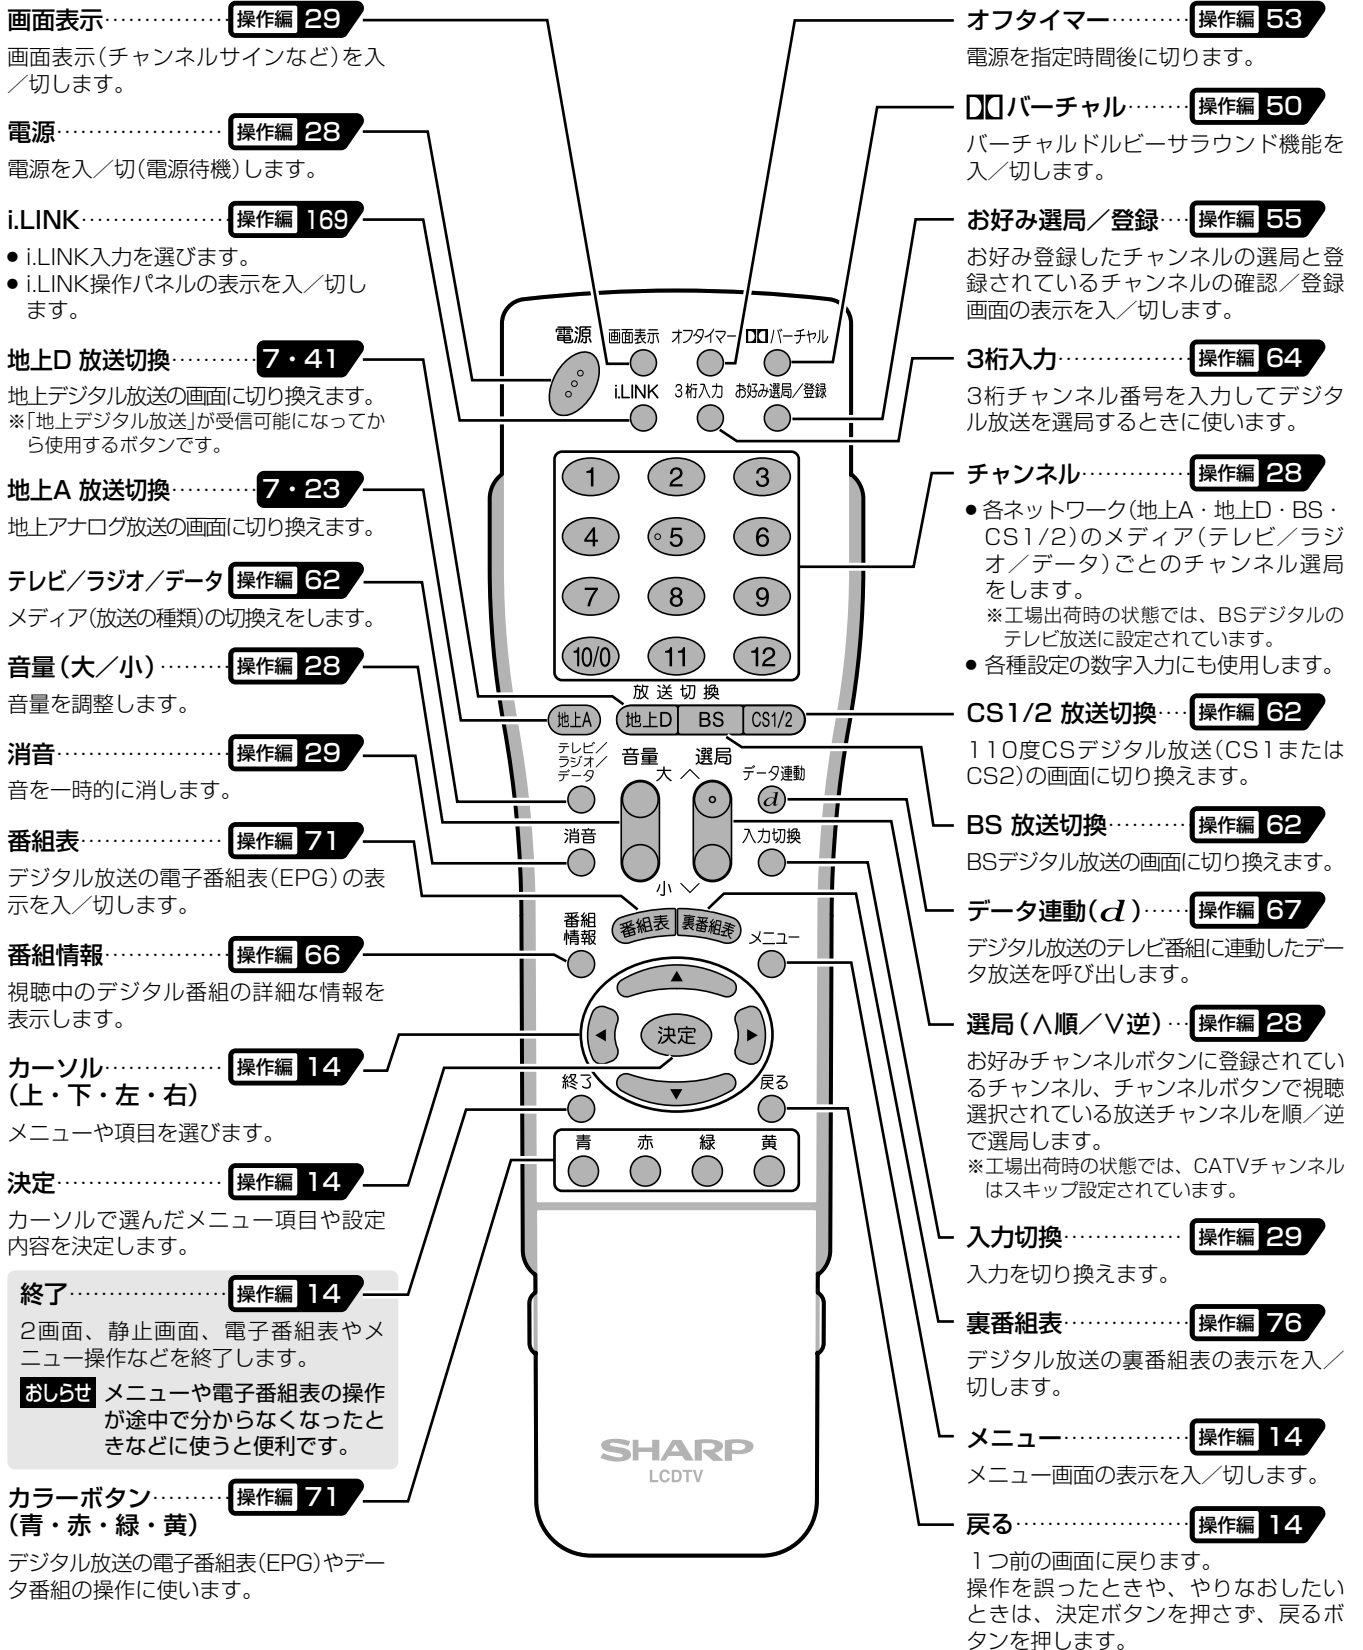 画面表示 操作編 29
画面表示(チャンネルサインなど)を入
／切します。
電源 操作編 28
電源を入／切(電源待機)します。
i.LINK 操作編 169
● i.LINK入力を選びます。
● i.LINK操作パネルの表示を入／切し
ます。
地上D 放送切換 7・41
地上デジタル放送の画面に切り換えます。
※「地上デジタル放送」が受信可能になってか
ら使用するボタンです。
地上A 放送切換 7・23
地上アナログ放送の画面に切り換えます。
テレビ／ラジオ／データ 操作編 62
メディア(放送の種類)の切換えをします。
音量(大／小) 操作編 28
音量を調整します。
消音 操作編 29
音を一時的に消します。
番組表 操作編 71
デジタル放送の電子番組表(EPG)の表
示を入／切します。
番組情報 操作編 66
視聴中のデジタル番組の詳細な情報を
表示します。
カーソル 操作編 14
(上・下・左・右)
メニューや項目を選びます。
決定 操作編 14
カーソルで選んだメニュー項目や設定
内容を決定します。
終了 操作編 14
2画面、静止画面、電子番組表やメ
ニュー操作などを終了します。
おしらせ メニューや電子番組表の操作
が途中で分からなくなったと
きなどに使うと便利です。
カラーボタン 操作編 71
(青・赤・緑・黄)
デジタル放送の電子番組表(EPG)やデー
タ番組の操作に使います。
電源 画面表示 オフタイマー バーチャル
i.LINK 3桁入力 お好み選局／登録
1 2 3
4 5 6
7 8 9
10/0 11 12
放送切換
地上A 地上D BS CS1/2
テレビ／
ラジオ／
データ
音量 選局
大 ∧ データ連動
d
消音 入力切換
小 ∨
番組
情報
番組表 裏番組表 メニュー
▲
◀ 決定 ▶
▼
終了 戻る
青 赤 緑 黄
SHARP
LCDTV
オフタイマー 操作編 53
電源を指定時間後に切ります。
バーチャル 操作編 50
バーチャルドルビーサラウンド機能を
入／切します。
お好み選局／登録 操作編 55
お好み登録したチャンネルの選局と登
録されているチャンネルの確認／登録
画面の表示を入／切します。
3桁入力 操作編 64
3桁チャンネル番号を入力してデジタ
ル放送を選局するときに使います。
チャンネル 操作編 28
● 各ネットワーク(地上A・地上D・BS・
CS1/2)のメディア(テレビ／ラジ
オ／データ)ごとのチャンネル選局
をします。
※工場出荷時の状態では、BSデジタルの
テレビ放送に設定されています。
● 各種設定の数字入力にも使用します。
CS1/2 放送切換 操作編 62
110度CSデジタル放送(CS1または
CS2)の画面に切り換えます。
BS 放送切換 操作編 62
BSデジタル放送の画面に切り換えます。
データ連動(d) 操作編 67
デジタル放送のテレビ番組に連動したデー
タ放送を呼び出します。
選局(∧順／∨逆) 操作編 28
お好みチャンネルボタンに登録されてい
るチャンネル、チャンネルボタンで視聴
選択されている放送チャンネルを順／逆
で選局します。
※工場出荷時の状態では、CATVチャンネル
はスキップ設定されています。
入力切換 操作編 29
入力を切り換えます。
裏番組表 操作編 76
デジタル放送の裏番組表の表示を入／
切します。
メニュー 操作編 14
メニュー画面の表示を入／切します。
戻る 操作編 14
1つ前の画面に戻ります。
操作を誤ったときや、やりなおしたい
ときは、決定ボタンを押さず、戻るボ
タンを押します。